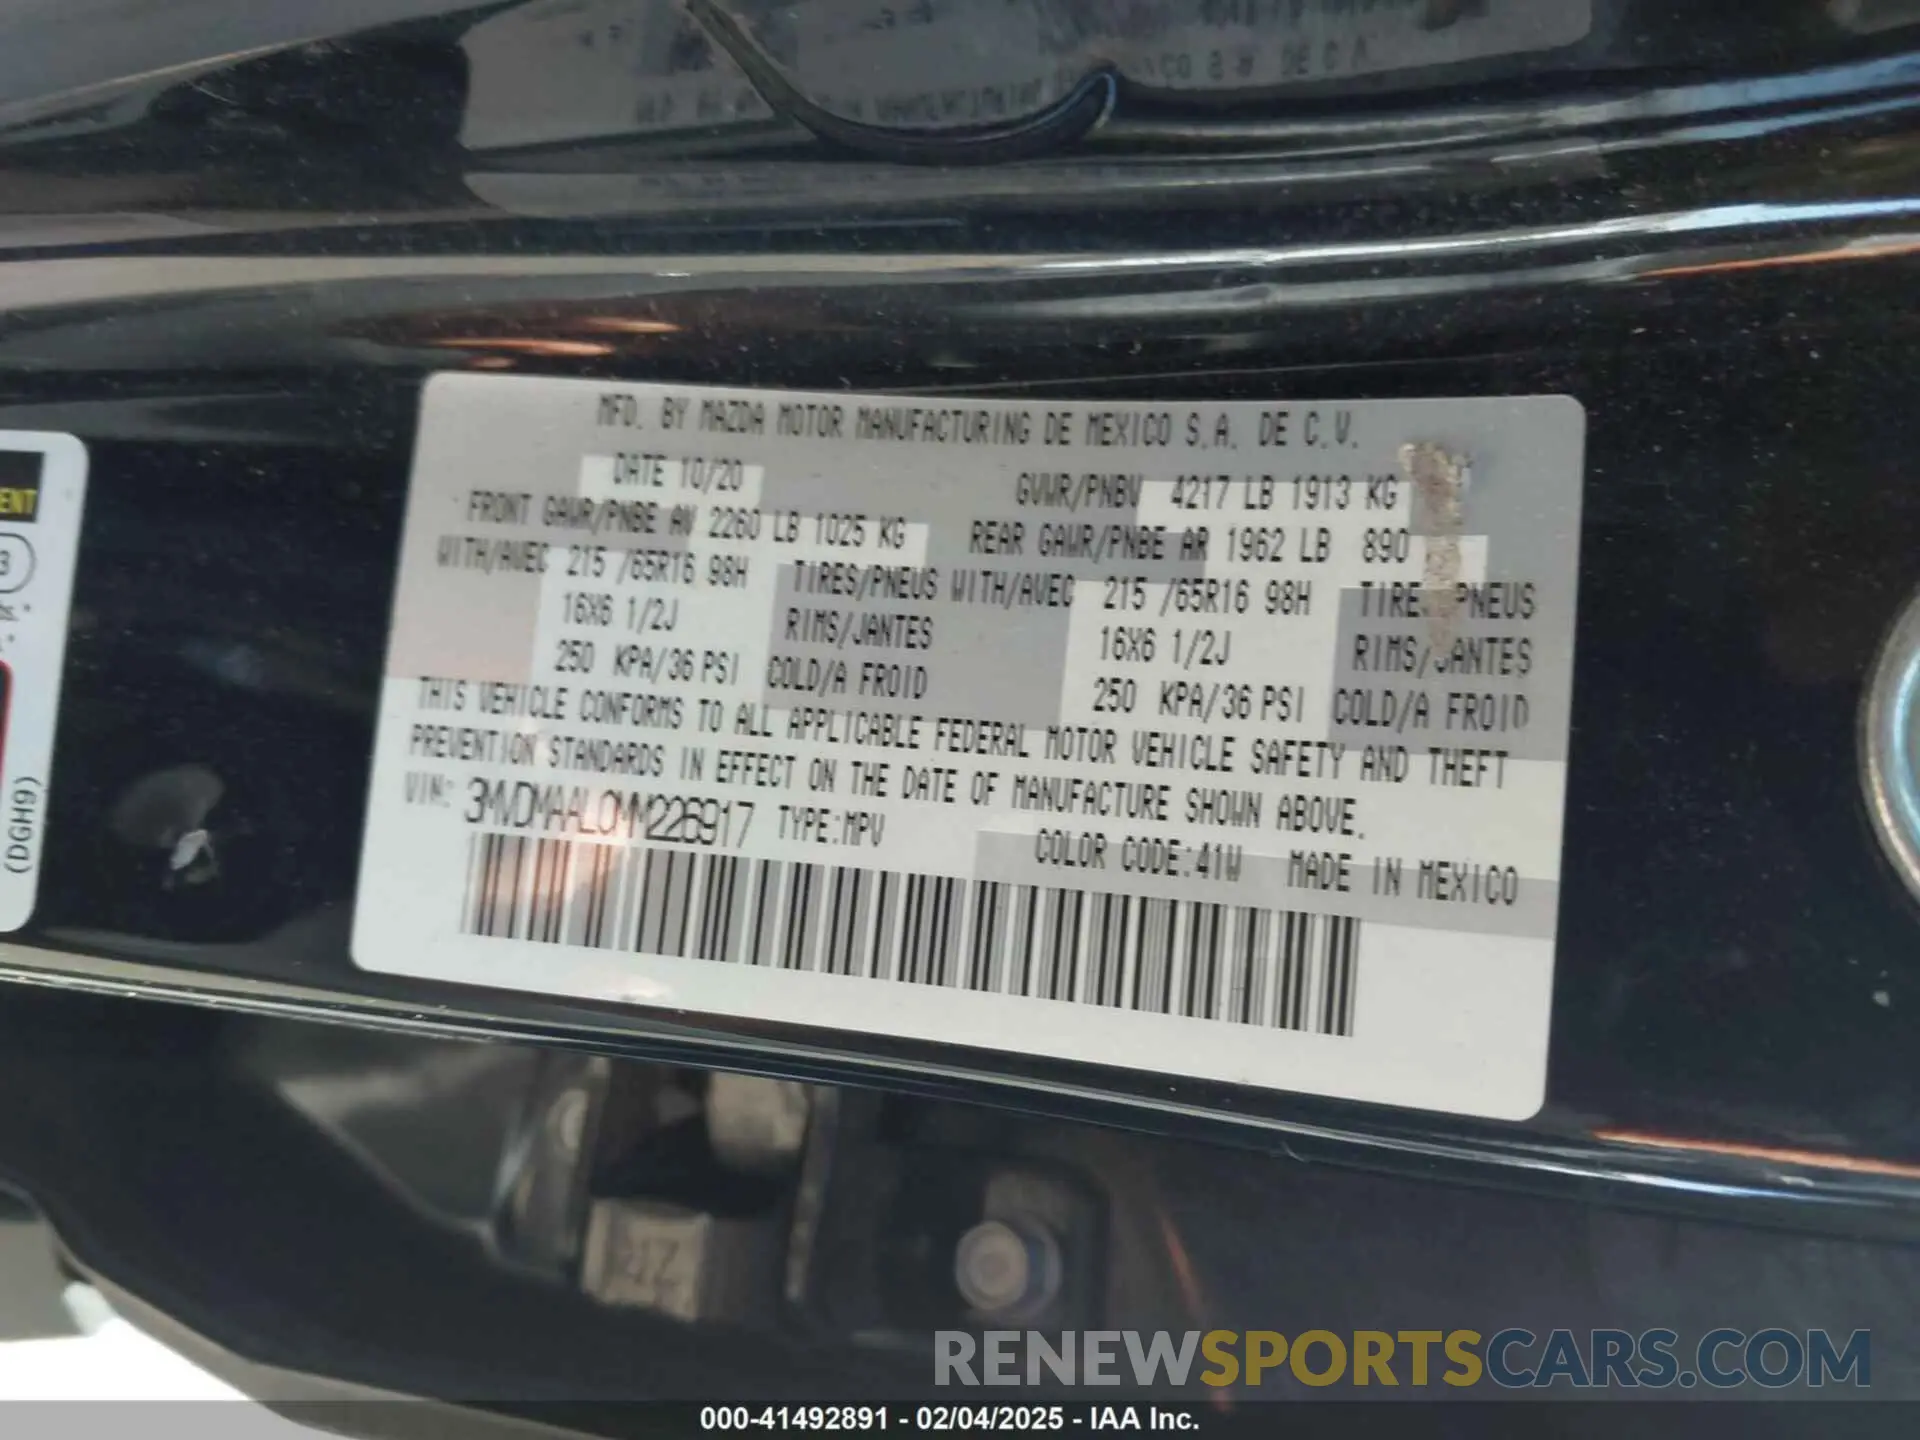 MFD. BY MAZDA MOTOR MANUFACTURING DE MEXICO S.A. DE C.V.
DATE 10/20 GVWR/PNBV 4217 LB 1913 KG
FRONT GAWR/PNBE AV 2260 LB 1025 KG REAR GAWR/PNBE AR 1962 LB 890
WITH/AVEC 215 /65R16 98H TIRES/PNEUS WITH/AVEC 215 /65R16 98H TIRES/PNEUS
16X6 1/2J RIMS/JANTES 16X6 1/2J RIMS/JANTES
250 KPA/36 PSI COLD/A FROID 250 KPA/36 PSI COLD/A FROID
THIS VEHICLE CONFORMS TO ALL APPLICABLE FEDERAL MOTOR VEHICLE SAFETY AND THEFT
PREVENTION STANDARDS IN EFFECT ON THE DATE OF MANUFACTURE SHOWN ABOVE.
VIN: 3MVDMAAL0MM226917 TYPE:MPV COLOR CODE:41W MADE IN MEXICO
(DGH9)
RENEWSPORTSCARS.COM
000-41492891 - 02/04/2025 - IAA Inc.